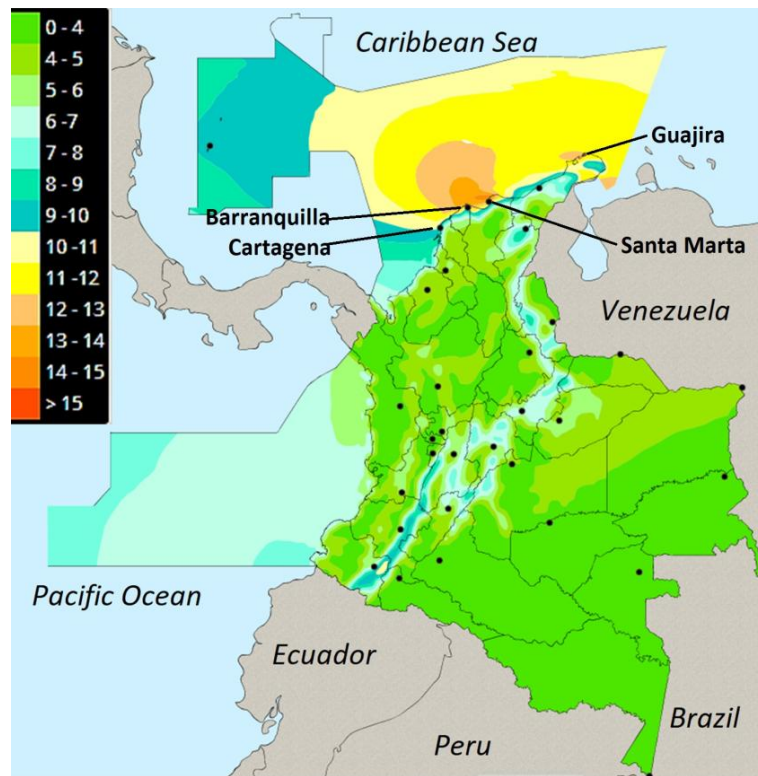 0 - 4
4 - 5
5 - 6
6 - 7
7 - 8
8 - 9
9 -10
10 -11
11 -12
12 - 13
13 - 14
14 - 15
> 15
Caribbean Sea
Guajira
Barranquilla
Cartagena
Santa Marta
Venezuela
Pacific Ocean
Ecuador
Peru
Brazil